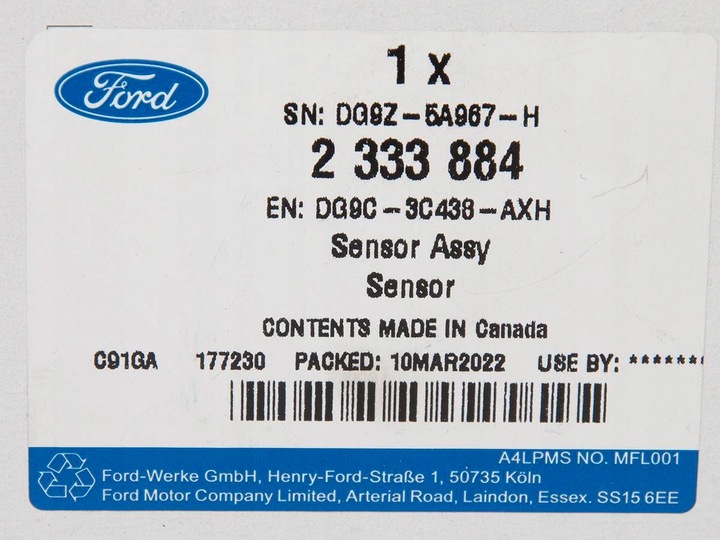 Ford
1 x
SN: DG9Z-5A967-H
2 333 884
EN: DG9C-3C438-AXH
Sensor Assy
Sensor
CONTENTS MADE IN Canada
C91GA 177230 PACKED: 10MAR2022 USE BY: *******
A4LPMS NO. MFL001
Ford-Werke GmbH, Henry-Ford-Straße 1, 50735 Köln
Ford Motor Company Limited, Arterial Road, Laindon, Essex. SS15 6EE